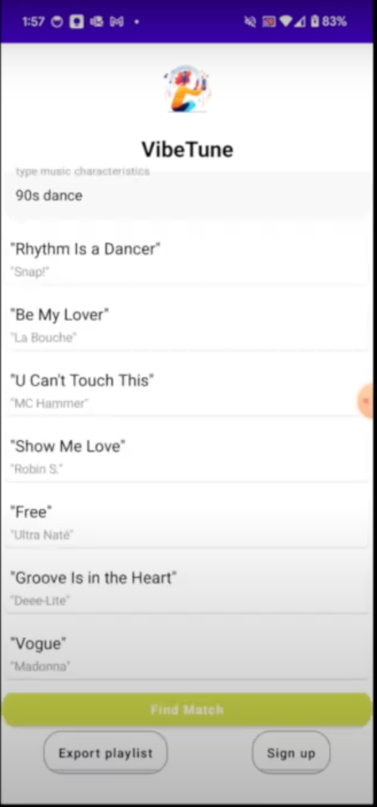 1:57
83%
VibeTune
type music characteristics
90s dance
"Rhythm Is a Dancer"
"Snap!"
"Be My Lover"
"La Bouche"
"U Can't Touch This"
"MC Hammer"
"Show Me Love"
"Robin S."
"Free"
"Ultra Naté"
"Groove Is in the Heart"
"Deee-Lite"
"Vogue"
"Madonna"
Find Match
Export playlist
Sign up